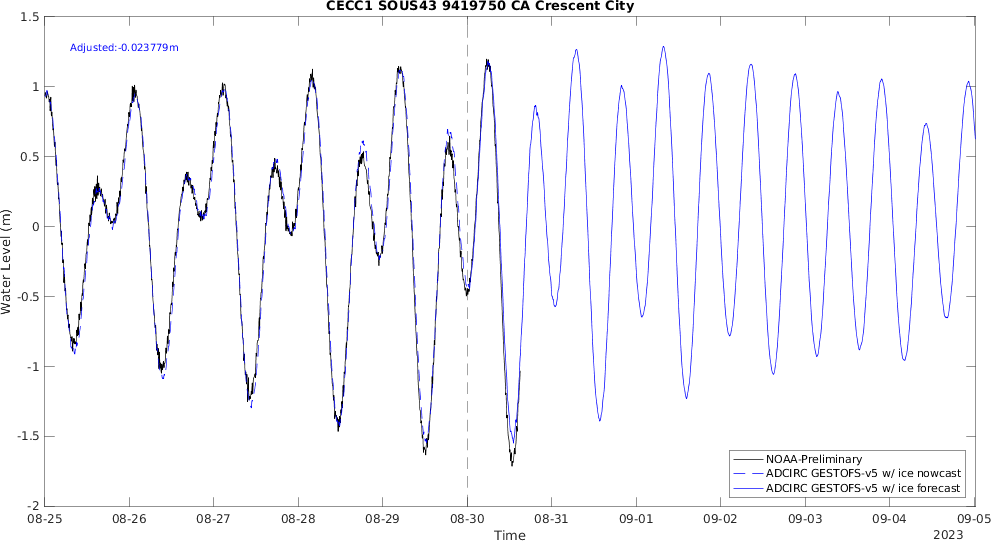 CECC1 SOUS43 9419750 CA Crescent City
Adjusted:-0.023779m
1.5
1
0.5
0
-0.5
-1
-1.5
-2
Water Level (m)
NOAA-Preliminary
ADCIRC GESTOFS-v5 w/ ice nowcast
ADCIRC GESTOFS-v5 w/ ice forecast
08-25 08-26 08-27 08-28 08-29 08-30 08-31 09-01 09-02 09-03 09-04 09-05
Time
2023